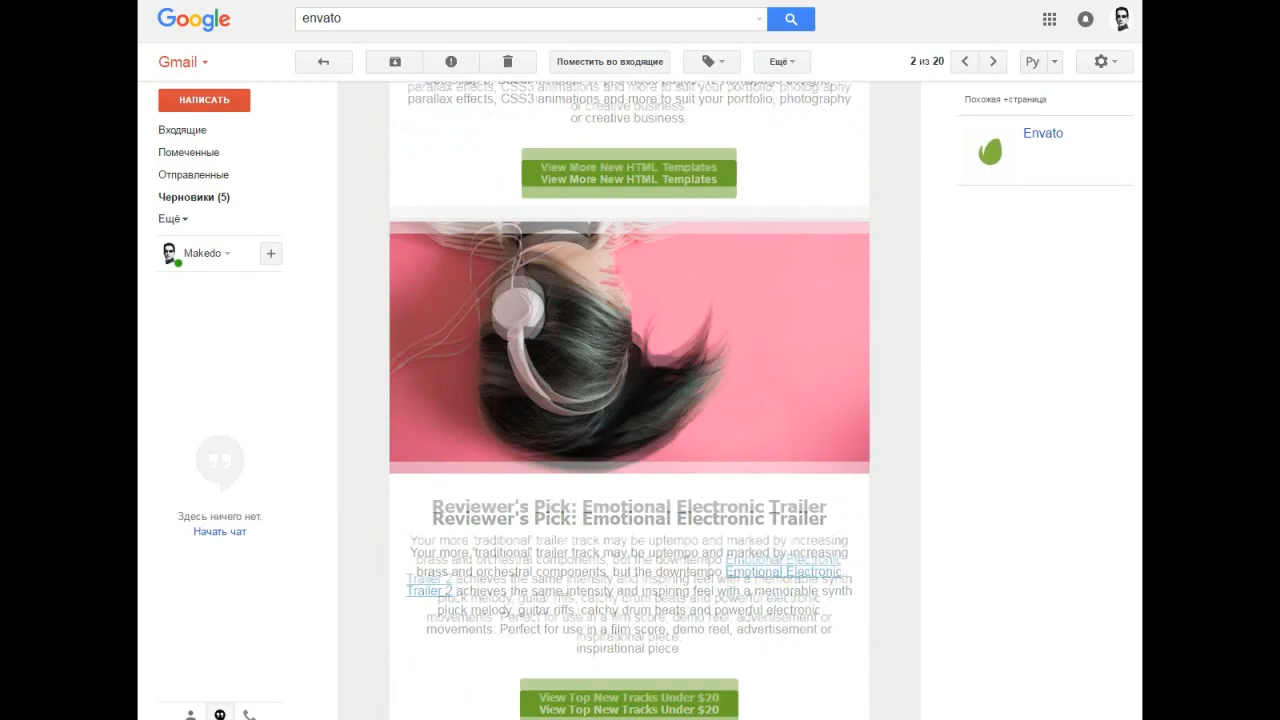 Google
envato
Gmail
Поместить во входящие
Ещё
2 из 20
Ру
НАПИСАТЬ
Входящие
Помеченные
Отправленные
Черновики (5)
Ещё
Makedo
+
Здесь ничего нет.
Начать чат
parallax effects, CSS3 animations and more to suit your portfolio, photography
or creative business.
View More New HTML Templates
Reviewer's Pick: Emotional Electronic Trailer
Your more 'traditional' trailer track may be uptempo and marked by increasing
brass and orchestral components, but the downtempo Emotional Electronic
Trailer 2 achieves the same intensity and inspiring feel with a memorable synth
pluck melody, guitar riffs, catchy drum beats and powerful electronic
movements. Perfect for use in a film score, demo reel, advertisement or
inspirational piece.
View Top New Tracks Under $20
Похожая +страница
Envato